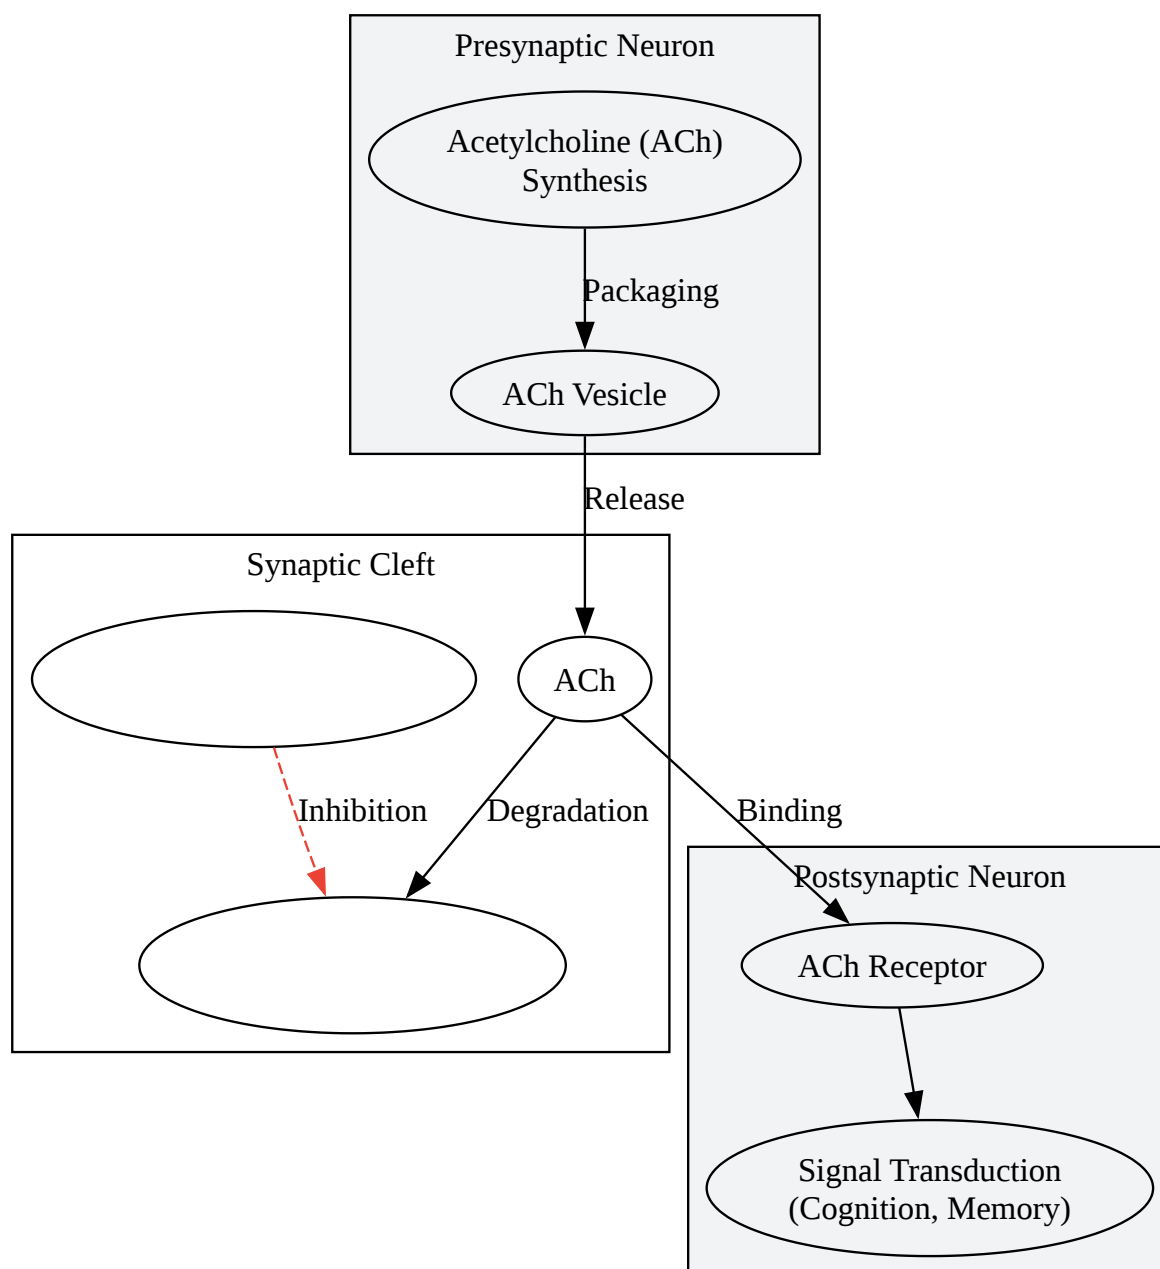 Presynaptic Neuron
Acetylcholine (ACh)
Synthesis
Packaging
ACh Vesicle
Release
Synaptic Cleft
ACh
Inhibition
Degradation
Binding
Postsynaptic Neuron
ACh Receptor
Signal Transduction
(Cognition, Memory)